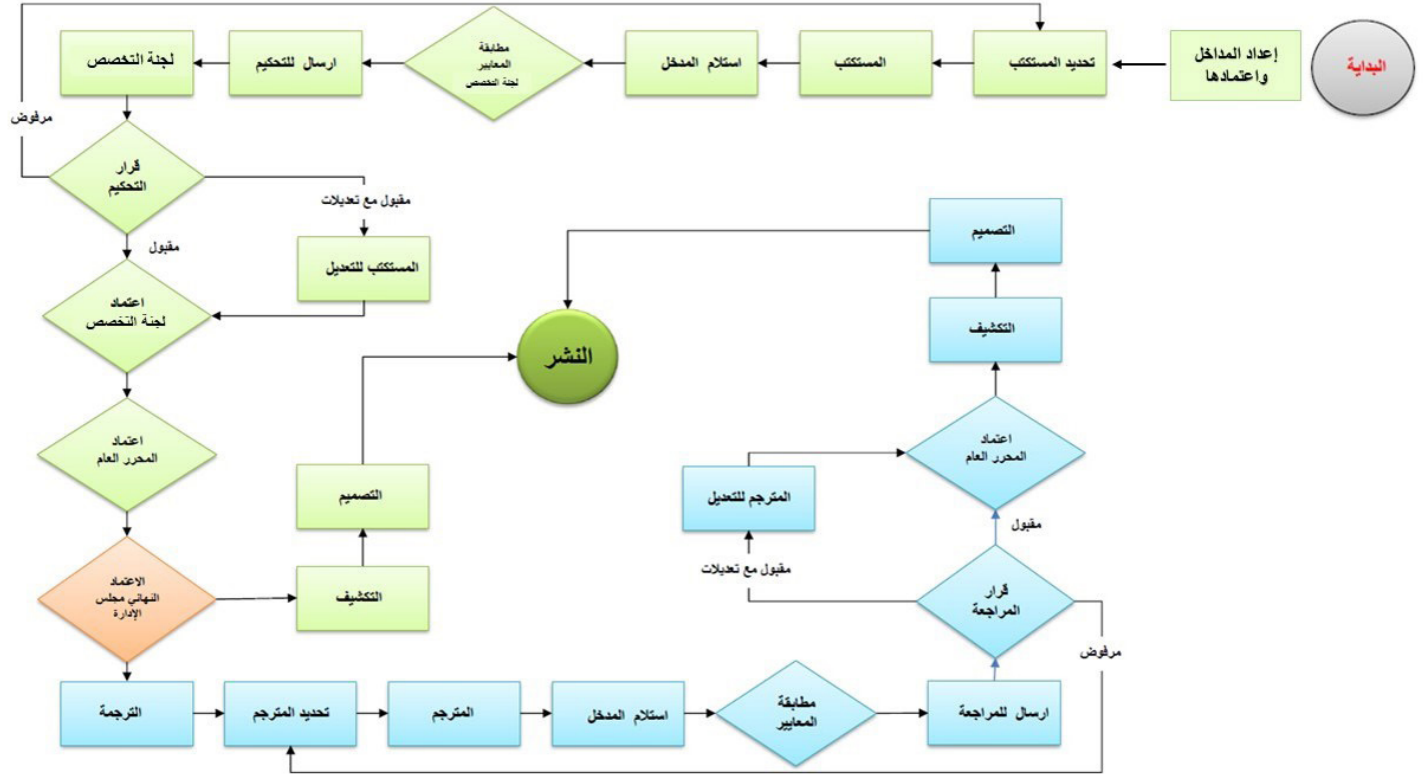 البداية
إعداد المداخل
واعتمادها
تحديد المستكتب
المستكتب
استلام المدخل
مطابقة
المعايير
لجنة التخصص
ارسال للتحكيم
لجنة التخصص
مرفوض
قرار
التحكيم
مقبول مع تعديلات
مقبول
المستكتب للتعديل
اعتماد
لجنة التخصص
اعتماد
المحرر العام
الاعتماد
النهائي مجلس
الإدارة
التكشيف
التصميم
النشر
الترجمة
تحديد المترجم
المترجم
استلام المدخل
مطابقة
المعايير
ارسال للمراجعة
قرار
المراجعة
مرفوض
مقبول مع تعديلات
مقبول
المترجم للتعديل
اعتماد
المحرر العام
التكشيف
التصميم